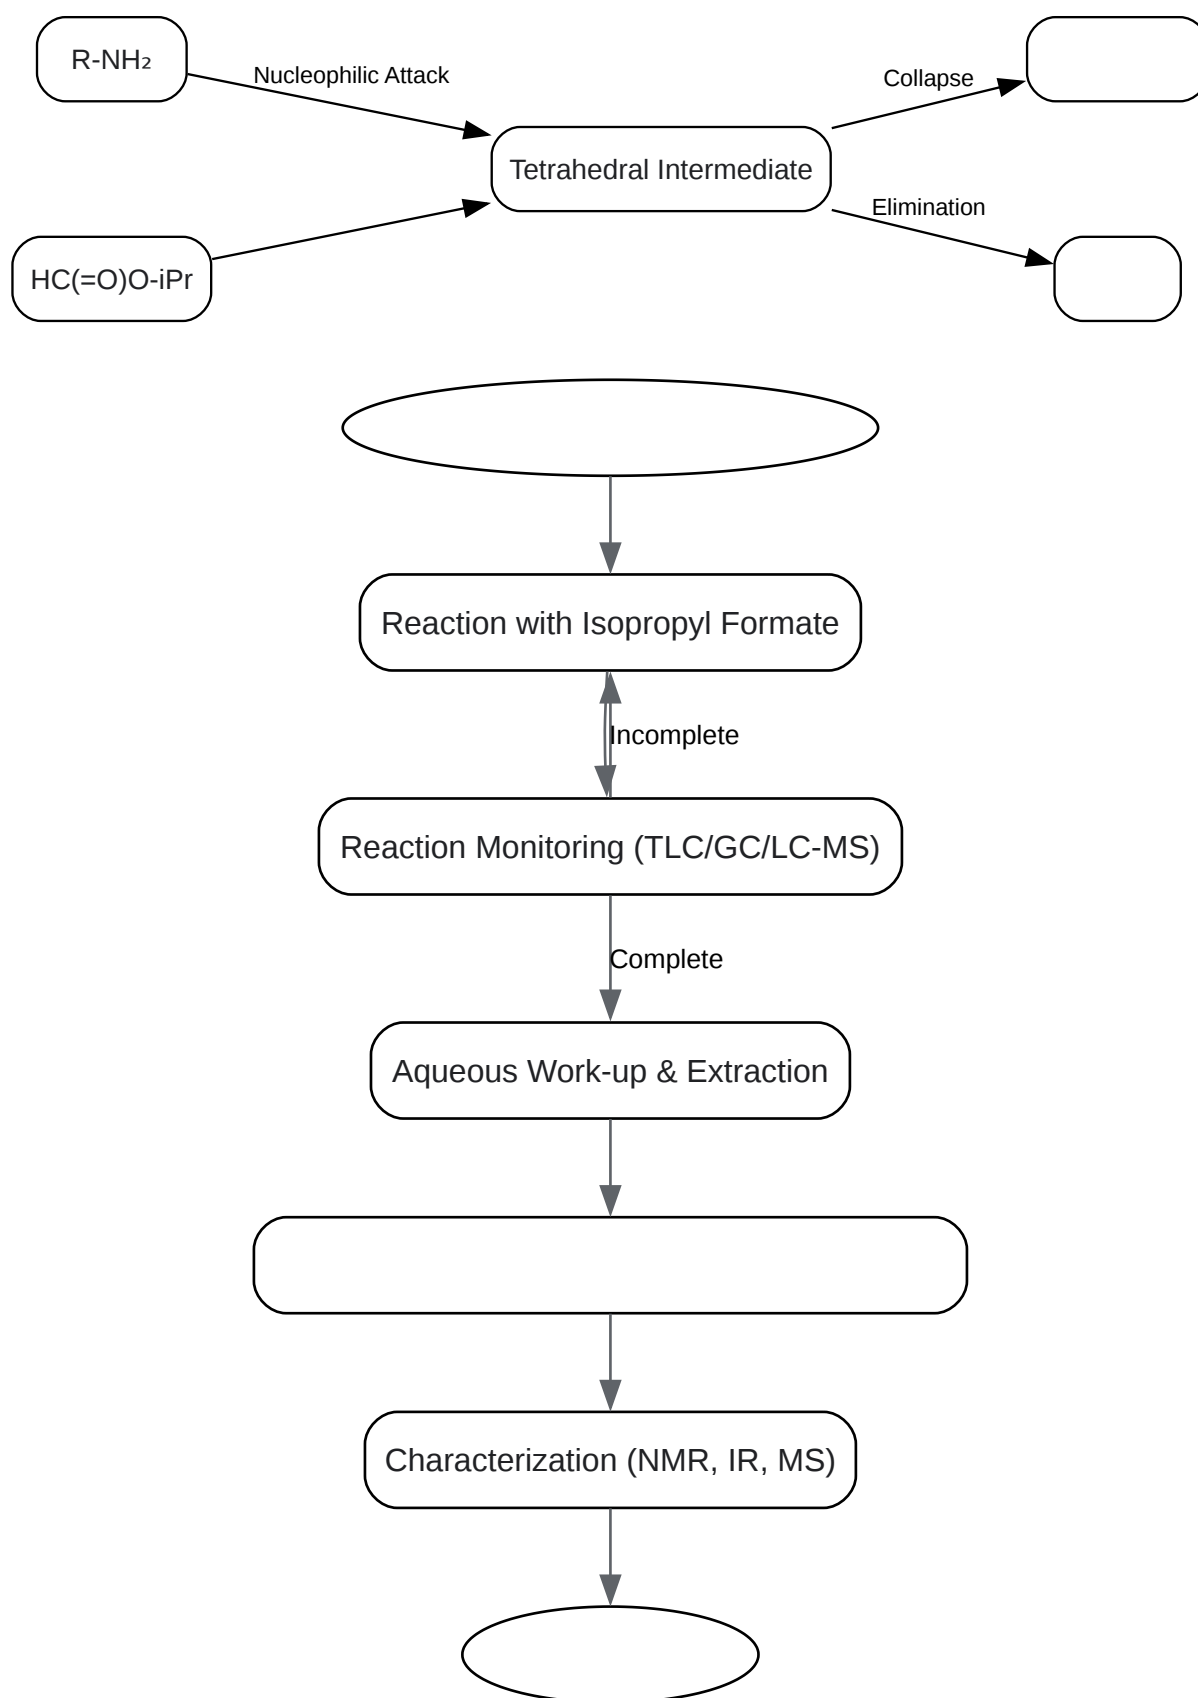 R-NH₂
Nucleophilic Attack
Collapse
Tetrahedral Intermediate
Elimination
HC(=O)O-iPr
Reaction with Isopropyl Formate
Incomplete
Reaction Monitoring (TLC/GC/LC-MS)
Complete
Aqueous Work-up & Extraction
Characterization (NMR, IR, MS)